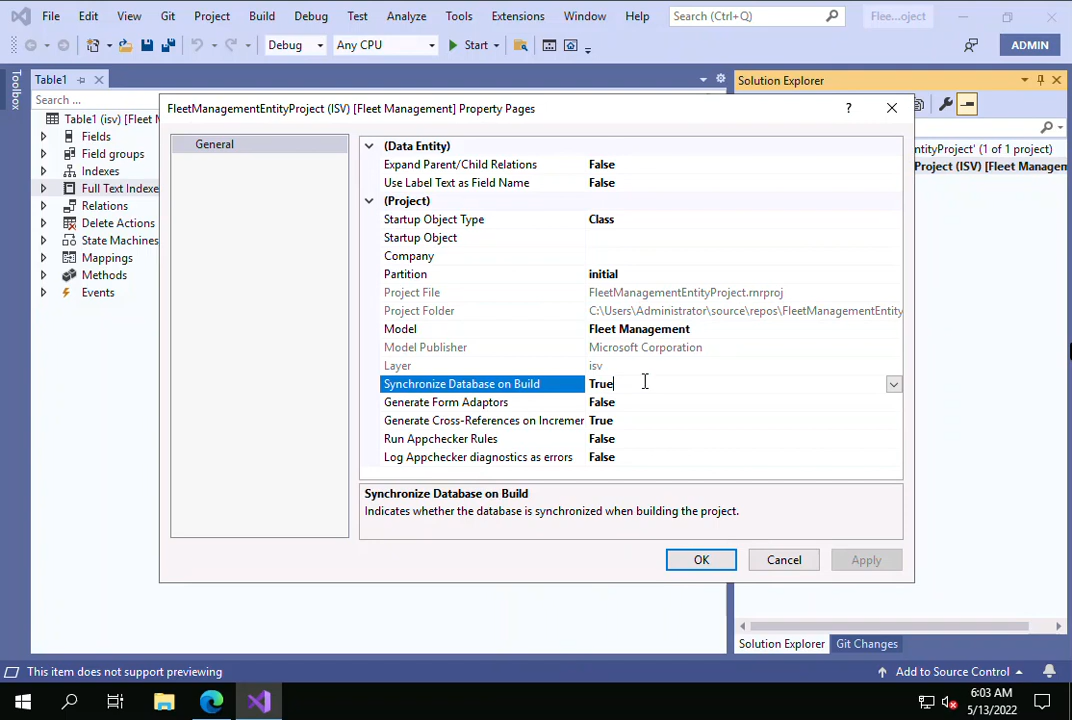 File Edit View Git Project Build Debug Test Analyze Tools Extensions Window Help Search (Ctrl+Q) Flee...oject
Debug Any CPU Start ADMIN
Toolbox
Table1
Search ...
Table1 (isv) [Fleet M
Fields
Field groups
Indexes
Full Text Indexe
Relations
Delete Actions
State Machines
Mappings
Methods
Events
FleetManagementEntityProject (ISV) [Fleet Management] Property Pages ?
General
(Data Entity)
Expand Parent/Child Relations False
Use Label Text as Field Name False
(Project)
Startup Object Type Class
Startup Object
Company
Partition initial
Project File FleetManagementEntityProject.rnrproj
Project Folder C:\Users\Administrator\source\repos\FleetManagementEntity
Model Fleet Management
Model Publisher Microsoft Corporation
Layer isv
Synchronize Database on Build True
Generate Form Adaptors False
Generate Cross-References on Incremer True
Run Appchecker Rules False
Log Appchecker diagnostics as errors False
Synchronize Database on Build
Indicates whether the database is synchronized when building the project.
OK Cancel Apply
Solution Explorer
ntityProject' (1 of 1 project)
Project (ISV) [Fleet Managem
Solution Explorer Git Changes
This item does not support previewing Add to Source Control
6:03 AM
5/13/2022